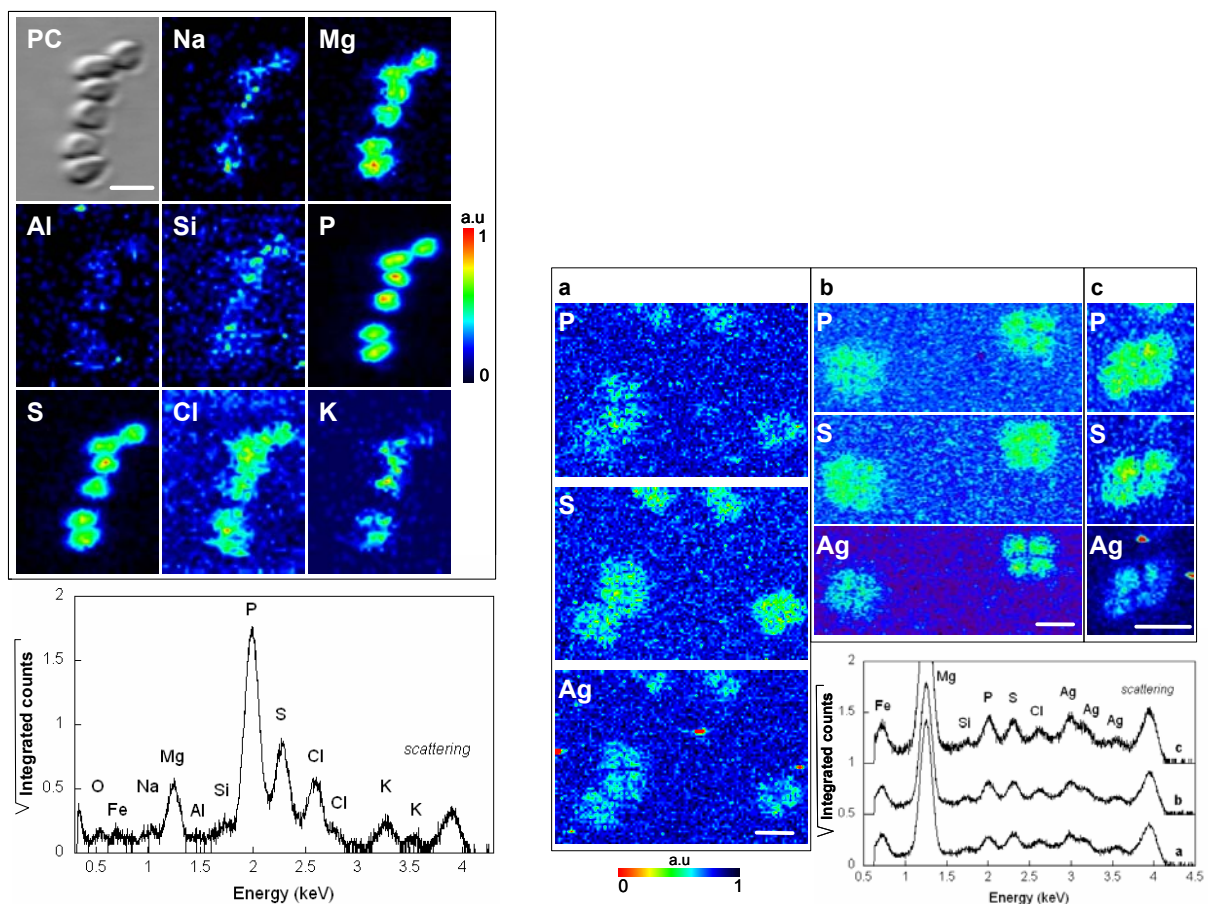 PC Na Mg
Al Si P
a.u
1
0
S Cl K
2
1.5
1
0.5
0
√ Integrated counts
P
S
Cl
Mg
scattering
O
Fe
Na
Al
Si
Cl
K
K
0.5 1 1.5 2 2.5 3 3.5 4
Energy (keV)
a b c
P P P
S S
Ag Ag
S
Ag
a.u
0 1
2
1.5
1
0.5
0
√ Integrated counts
Fe Mg Si P S Cl Ag Ag Ag scattering
c
b
a
0.5 1 1.5 2 2.5 3 3.5 4 4.5
Energy (keV)